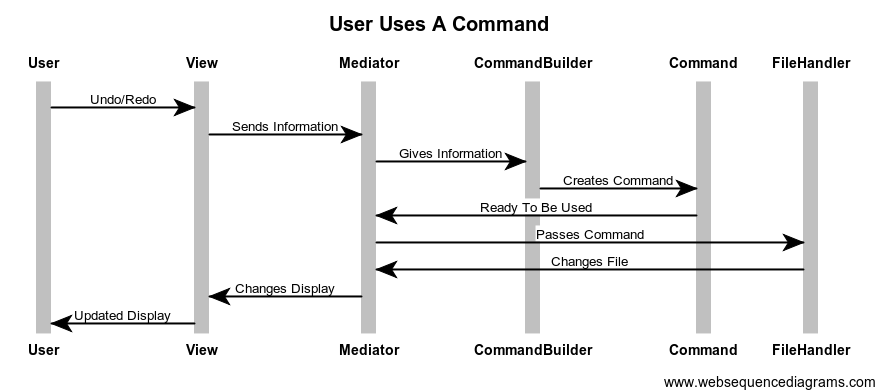 User Uses A Command
User View Mediator CommandBuilder Command FileHandler
Undo/Redo
Sends Information
Gives Information
Creates Command
Ready To Be Used
Passes Command
Changes File
Changes Display
Updated Display
User View Mediator CommandBuilder Command FileHandler
www.websequencediagrams.com